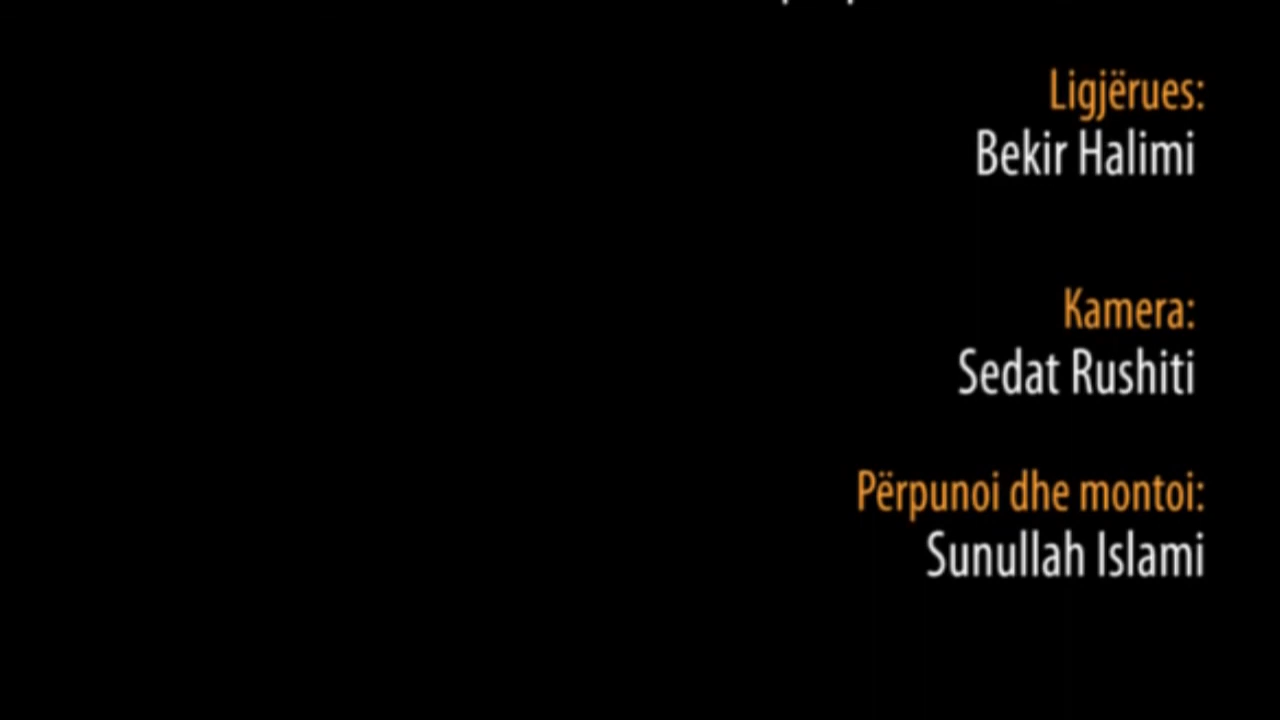 Ligjërues:
Bekir Halimi
Kamera:
Sedat Rushiti
Përpunoi dhe montoi:
Sunullah Islami